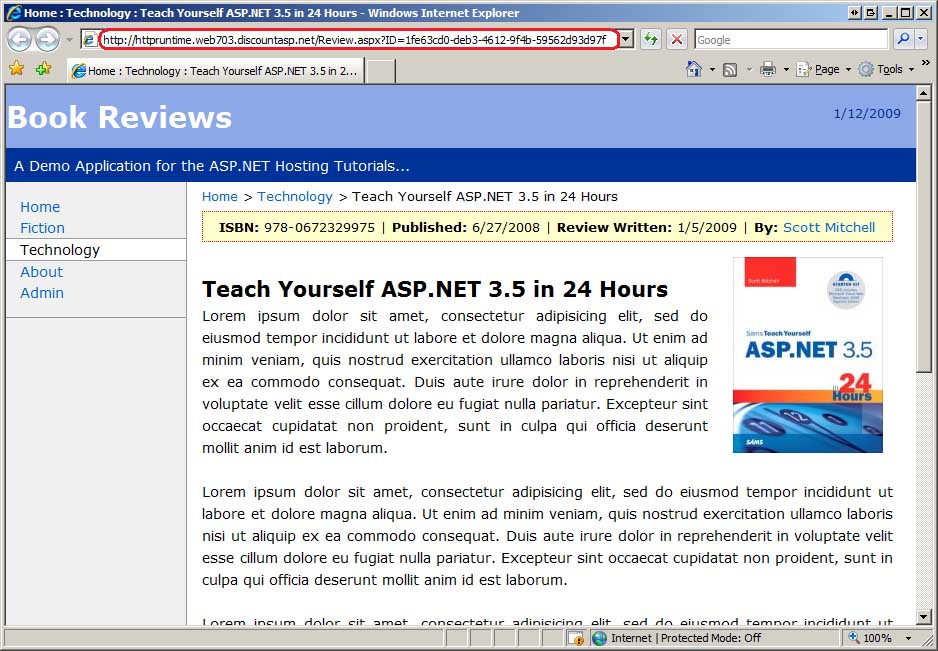 Home : Technology : Teach Yourself ASP.NET 3.5 in 24 Hours - Windows Internet Explorer
http://httpruntime.web703.discountasp.net/Review.aspx?ID=1fe63cd0-deb3-4612-9f4b-59562d93d97f
Google
Home : Technology : Teach Yourself ASP.NET 3.5 in 2...
Page
Tools
Book Reviews
1/12/2009
A Demo Application for the ASP.NET Hosting Tutorials...
Home
Fiction
Technology
About
Admin
Home > Technology > Teach Yourself ASP.NET 3.5 in 24 Hours
ISBN: 978-0672329975 | Published: 6/27/2008 | Review Written: 1/5/2009 | By: Scott Mitchell
Teach Yourself ASP.NET 3.5 in 24 Hours
Lorem ipsum dolor sit amet, consectetur adipisicing elit, sed do
eiusmod tempor incididunt ut labore et dolore magna aliqua. Ut enim ad
minim veniam, quis nostrud exercitation ullamco laboris nisi ut aliquip
ex ea commodo consequat. Duis aute irure dolor in reprehenderit in
voluptate velit esse cillum dolore eu fugiat nulla pariatur. Excepteur sint
occaecat cupidatat non proident, sunt in culpa qui officia deserunt
mollit anim id est laborum.
Scott Mitchell
STARTER KIT
Sams Teach Yourself
ASP.NET 3.5
in 24
Hours
SAMS
Lorem ipsum dolor sit amet, consectetur adipisicing elit, sed do eiusmod tempor incididunt ut
labore et dolore magna aliqua. Ut enim ad minim veniam, quis nostrud exercitation ullamco laboris
nisi ut aliquip ex ea commodo consequat. Duis aute irure dolor in reprehenderit in voluptate velit
esse cillum dolore eu fugiat nulla pariatur. Excepteur sint occaecat cupidatat non proident, sunt in
culpa qui officia deserunt mollit anim id est laborum.
Lorem ipsum dolor sit amet, consectetur adipisicing elit, sed do eiusmod tempor incididunt ut
Internet | Protected Mode: Off
100%